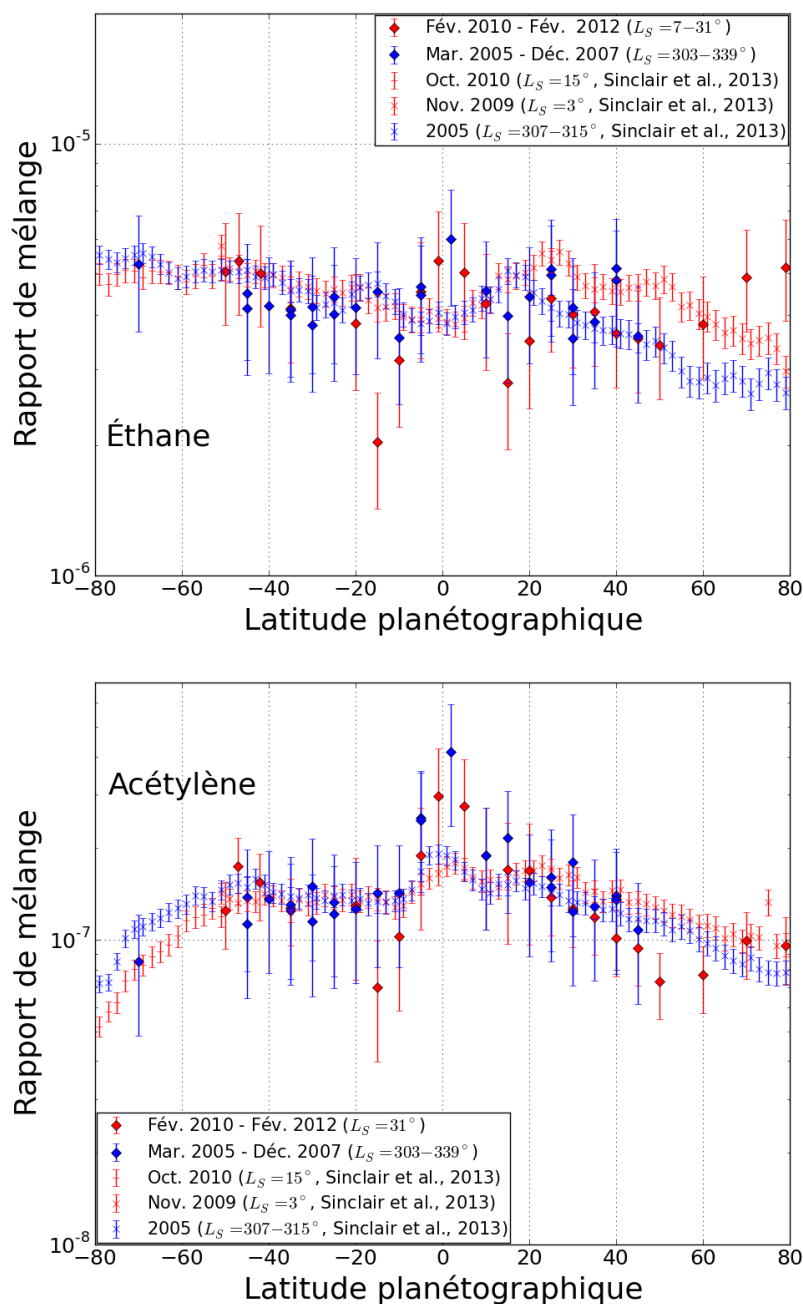 Fév. 2010 - Fév. 2012 (L_S =7−31°)
Mar. 2005 - Déc. 2007 (L_S =303−339°)
Oct. 2010 (L_S =15°, Sinclair et al., 2013)
Nov. 2009 (L_S =3°, Sinclair et al., 2013)
2005 (L_S =307−315°, Sinclair et al., 2013)
10^-5
Rapport de mélange
Éthane
10^-6
−80 −60 −40 −20 0 20 40 60 80
Latitude planétographique
Acétylène
Rapport de mélange
10^-7
Fév. 2010 - Fév. 2012 (L_S =31°)
Mar. 2005 - Déc. 2007 (L_S =303−339°)
Oct. 2010 (L_S =15°, Sinclair et al., 2013)
Nov. 2009 (L_S =3°, Sinclair et al., 2013)
2005 (L_S =307−315°, Sinclair et al., 2013)
10^-8
−80 −60 −40 −20 0 20 40 60 80
Latitude planétographique